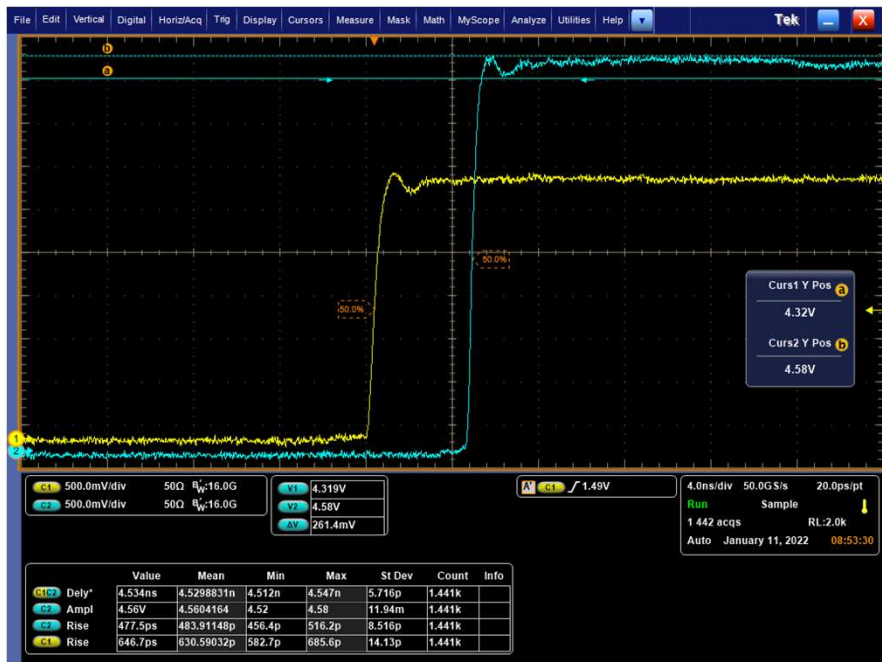 File Edit Vertical Digital Horiz/Acq Trig Display Cursors Measure Mask Math MyScope Analyze Utilities Help Tek X
b
a
50.0%
50.0%
Curs1 Y Pos a
4.32V
Curs2 Y Pos b
4.58V
1
2
C1 500.0mV/div 50Ω BW:16.0G
C2 500.0mV/div 50Ω BW:16.0G
V1 4.319V
V2 4.58V
ΔV 261.4mV
A' C1 1.49V
4.0ns/div 50.0GS/s 20.0ps/pt
Run Sample
1 442 acqs RL:2.0k
Auto January 11, 2022 08:53:30
Value Mean Min Max St Dev Count Info
C1C2 Dely* 4.534ns 4.5298831n 4.512n 4.547n 5.716p 1.441k
C2 Ampl 4.56V 4.5604164 4.52 4.58 11.94m 1.441k
C2 Rise 477.5ps 483.91148p 456.4p 516.2p 8.516p 1.441k
C1 Rise 646.7ps 630.59032p 582.7p 685.6p 14.13p 1.441k